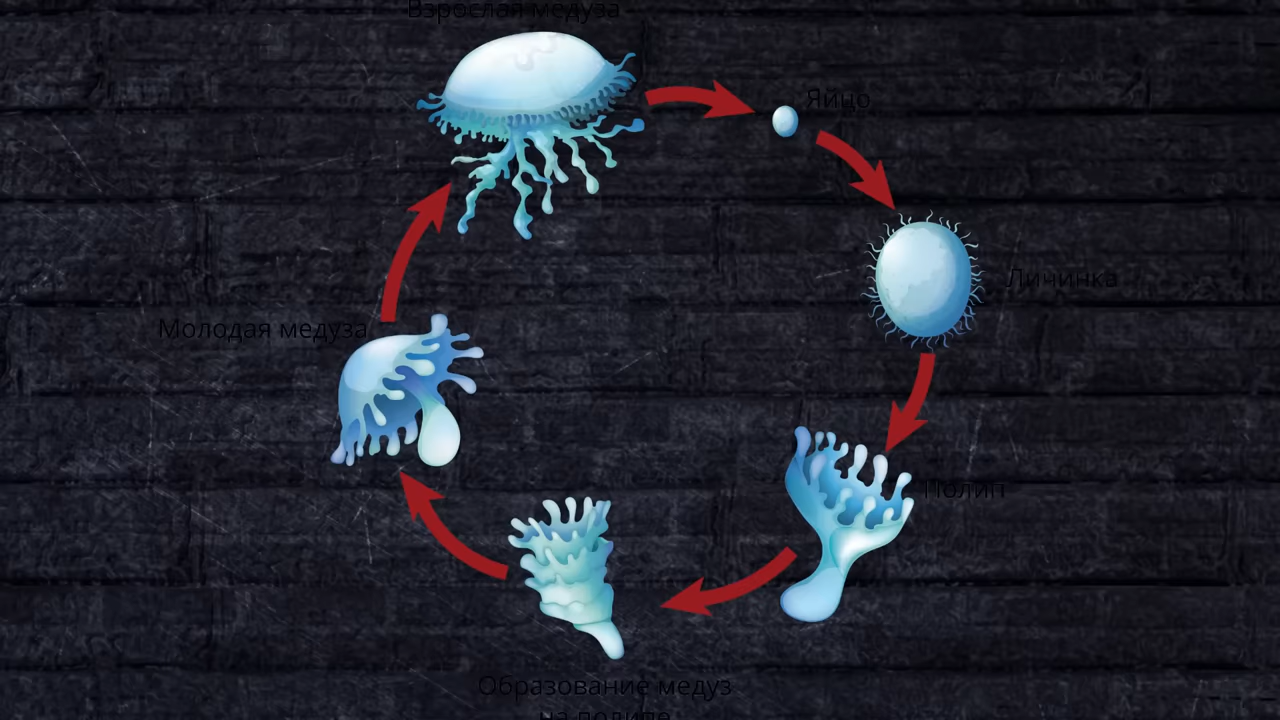 Взрослая медуза
Яйцо
Личинка
Молодая медуза
Полип
Образование медуз
на полипе